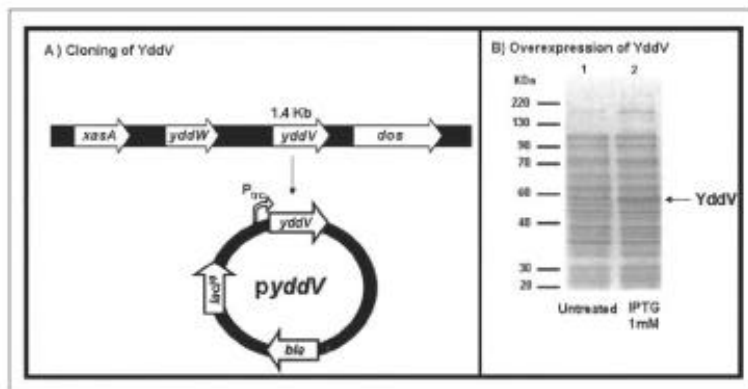 A) Cloning of YddV
1.4 Kb
xasA yddW yddV dos
Ptrc
yddV
lacIq
pyddV
bla
B) Overexpression of YddV
1 2
KDa
220
130
90
70
60
YddV
40
30
20
Untreated IPTG
1mM